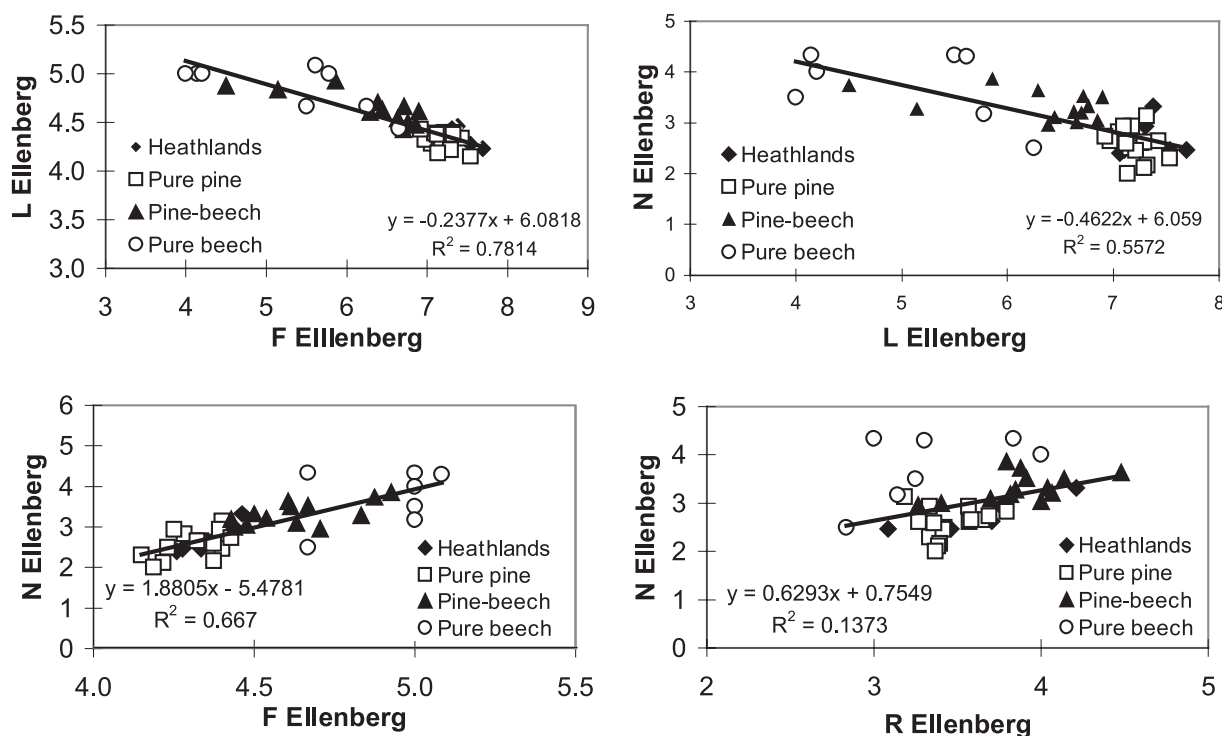 5.5
5.0
4.5
4.0
3.5
3.0
L Ellenberg
Heathlands
Pure pine
Pine-beech
Pure beech
y = -0.2377x + 6.0818
R2 = 0.7814
3 4 5 6 7 8 9
F Elllenberg
5
4
3
2
1
0
N Ellenberg
Heathlands
Pure pine
Pine-beech
Pure beech
y = -0.4622x + 6.059
R2 = 0.5572
3 4 5 6 7 8
L Ellenberg
6
5
4
3
2
1
0
N Ellenberg
y = 1.8805x - 5.4781
R2 = 0.667
Heathlands
Pure pine
Pine-beech
Pure beech
4.0 4.5 5.0 5.5
F Ellenberg
5
4
3
2
1
0
N Ellenberg
y = 0.6293x + 0.7549
R2 = 0.1373
Heathlands
Pure pine
Pine-beech
Pure beech
2 3 4 5
R Ellenberg